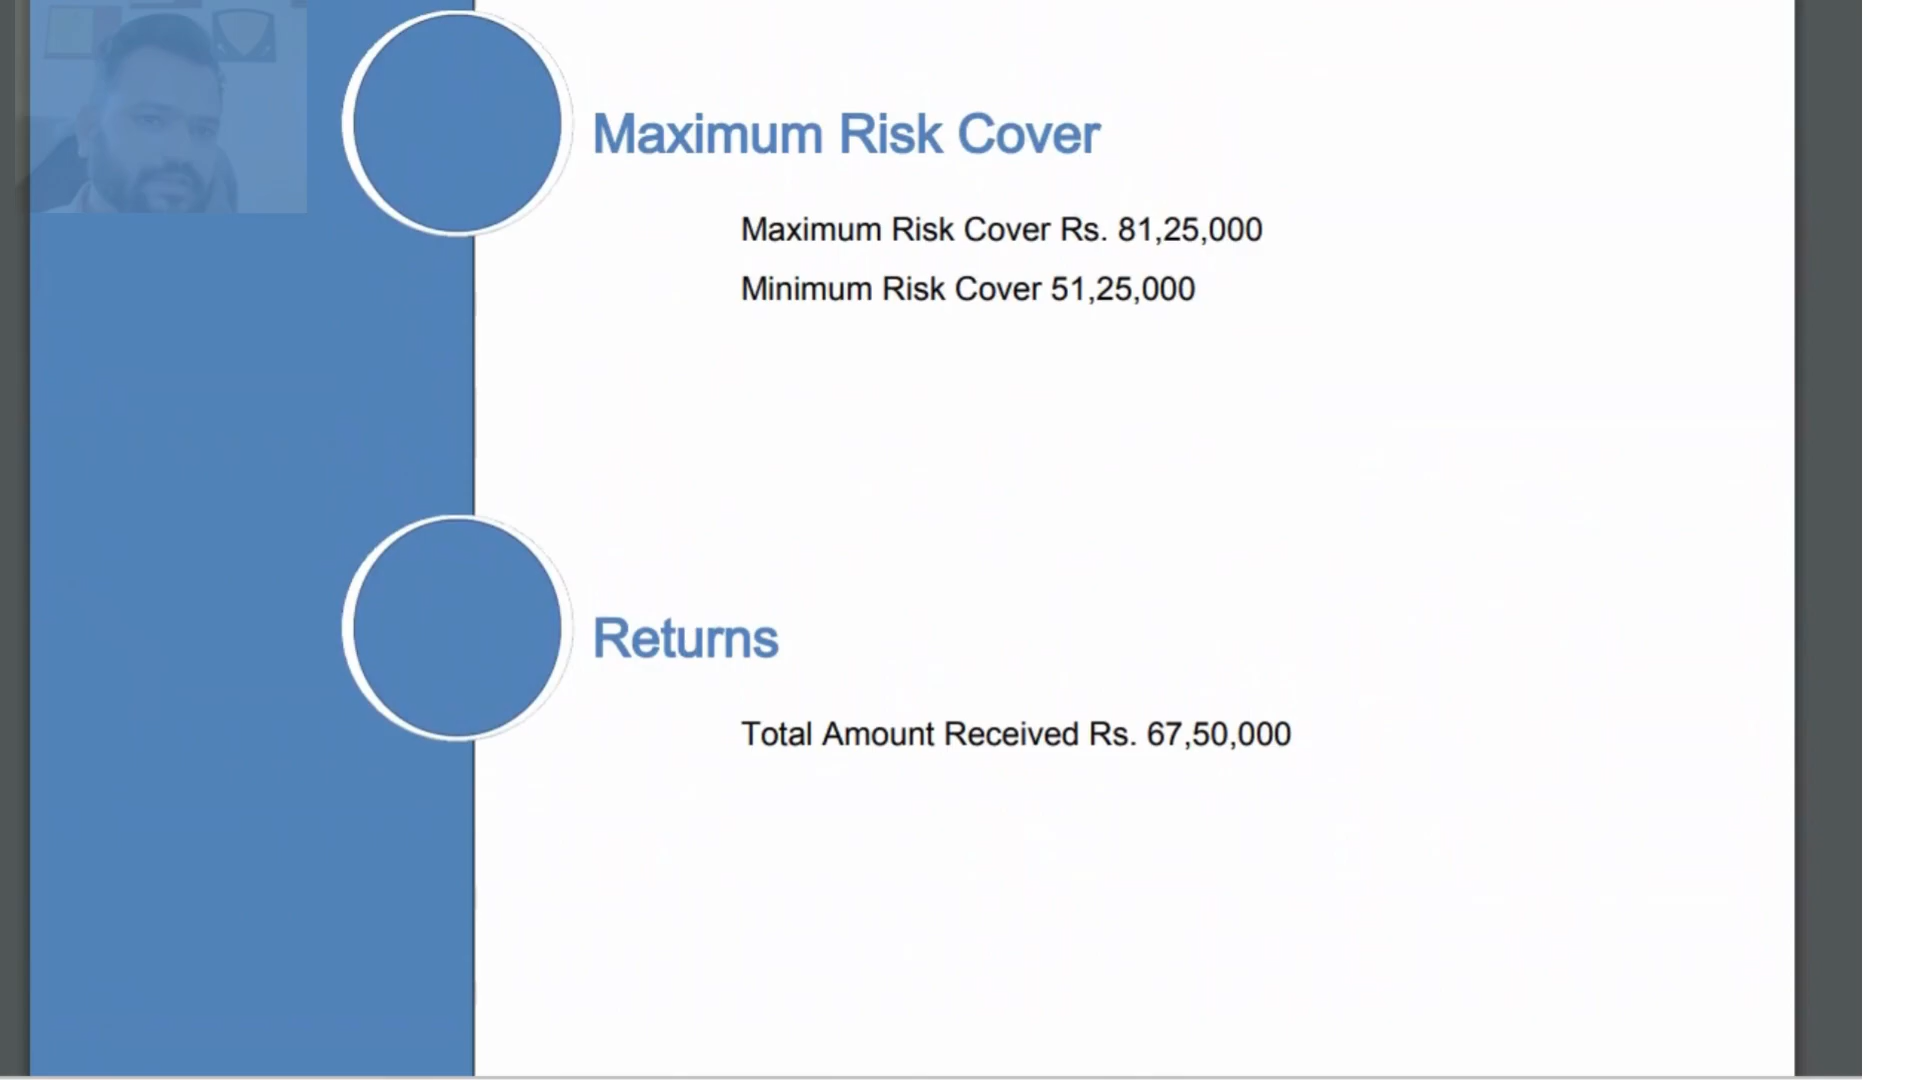 Maximum Risk Cover
Maximum Risk Cover Rs. 81,25,000
Minimum Risk Cover 51,25,000
Returns
Total Amount Received Rs. 67,50,000